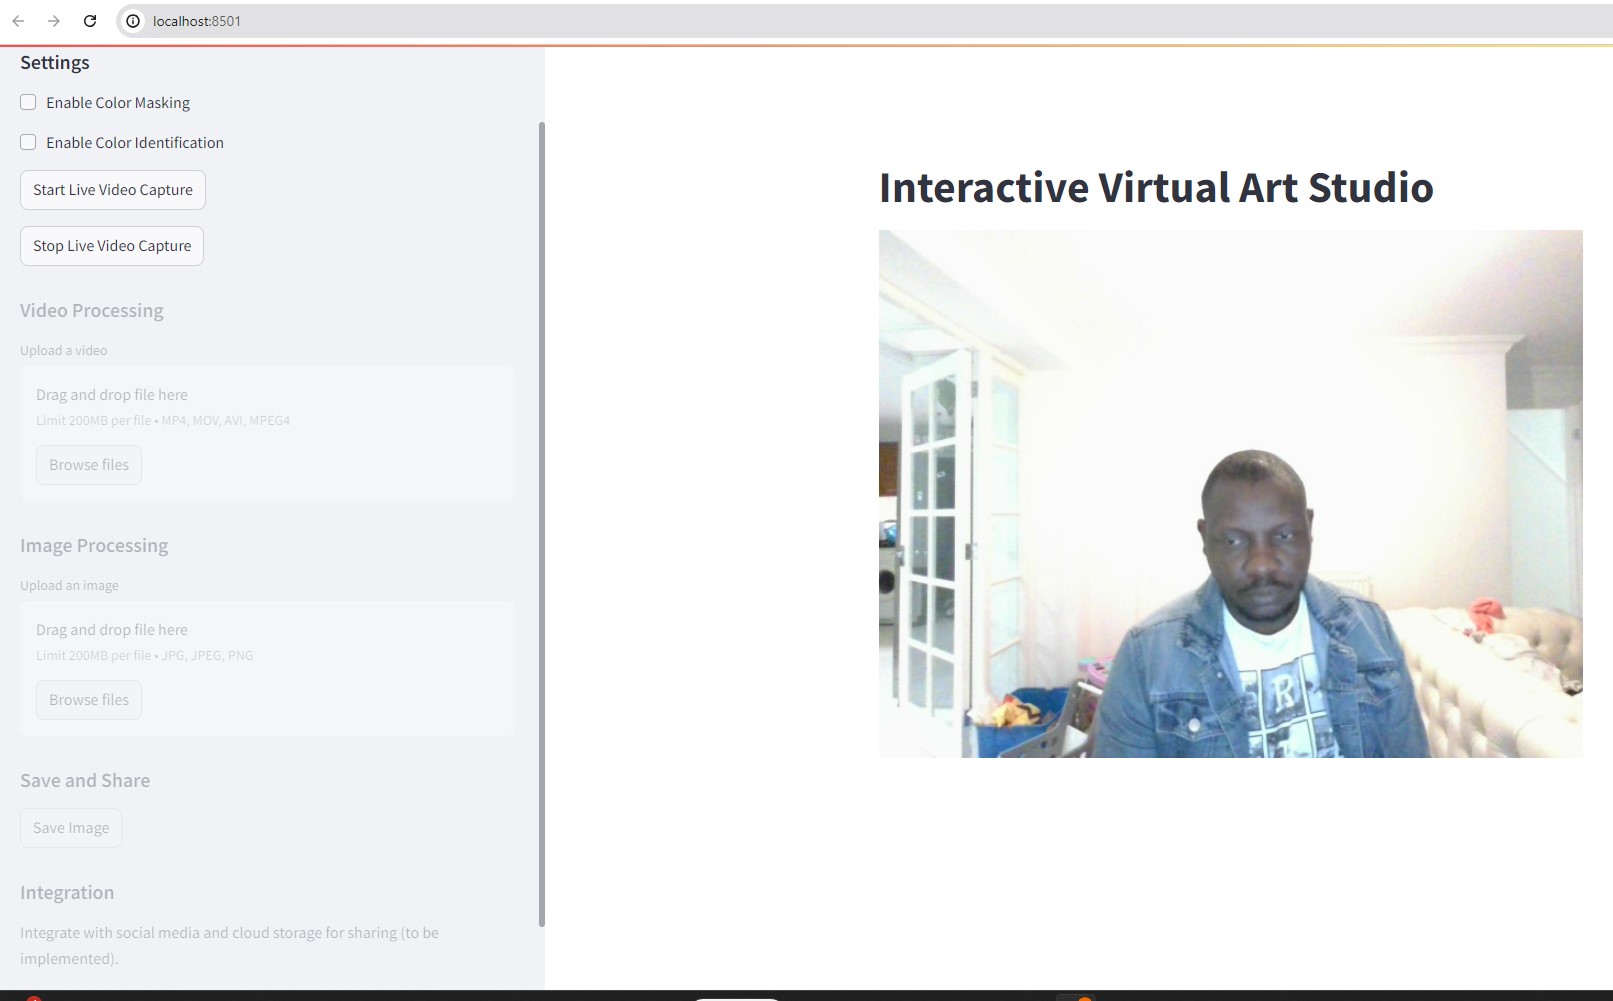 localhost:8501
Settings
Enable Color Masking
Enable Color Identification
Start Live Video Capture
Stop Live Video Capture
Video Processing
Upload a video
Drag and drop file here
Limit 200MB per file • MP4, MOV, AVI, MPEG4
Browse files
Image Processing
Upload an image
Drag and drop file here
Limit 200MB per file • JPG, JPEG, PNG
Browse files
Save and Share
Save Image
Integration
Integrate with social media and cloud storage for sharing (to be
implemented).
Interactive Virtual Art Studio
R